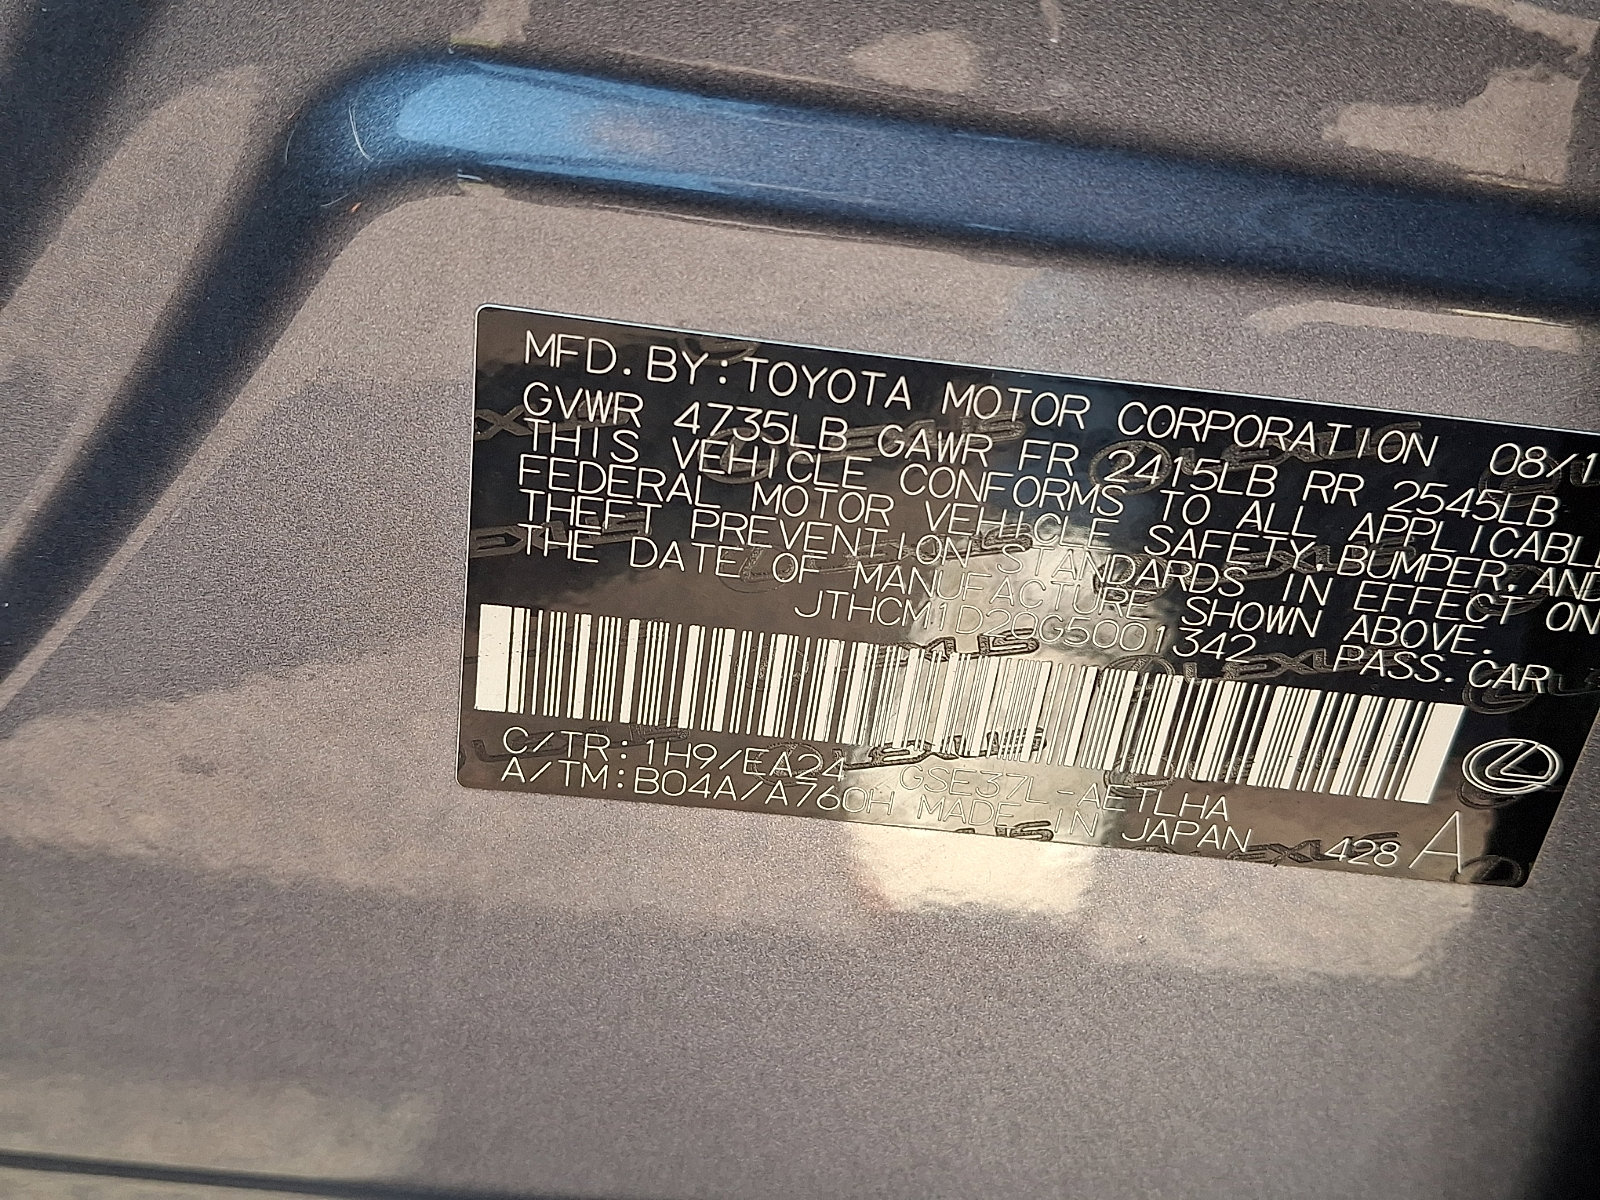 MFD. BY: TOYOTA MOTOR CORPORATION 08/1
GVWR 4735LB GAWR FR 2415LB RR 2545LB
THIS VEHICLE CONFORMS TO ALL APPLICABLE
FEDERAL MOTOR VEHICLE SAFETY, BUMPER, AND
THEFT PREVENTION STANDARDS IN EFFECT ON
THE DATE OF MANUFACTURE SHOWN ABOVE.
JTHCM1D29G5001342 PASS. CAR
C/TR: 1H9/EA24 GSE37L-AETLHA
A/TM: B04A/A760H MADE IN JAPAN 428 A